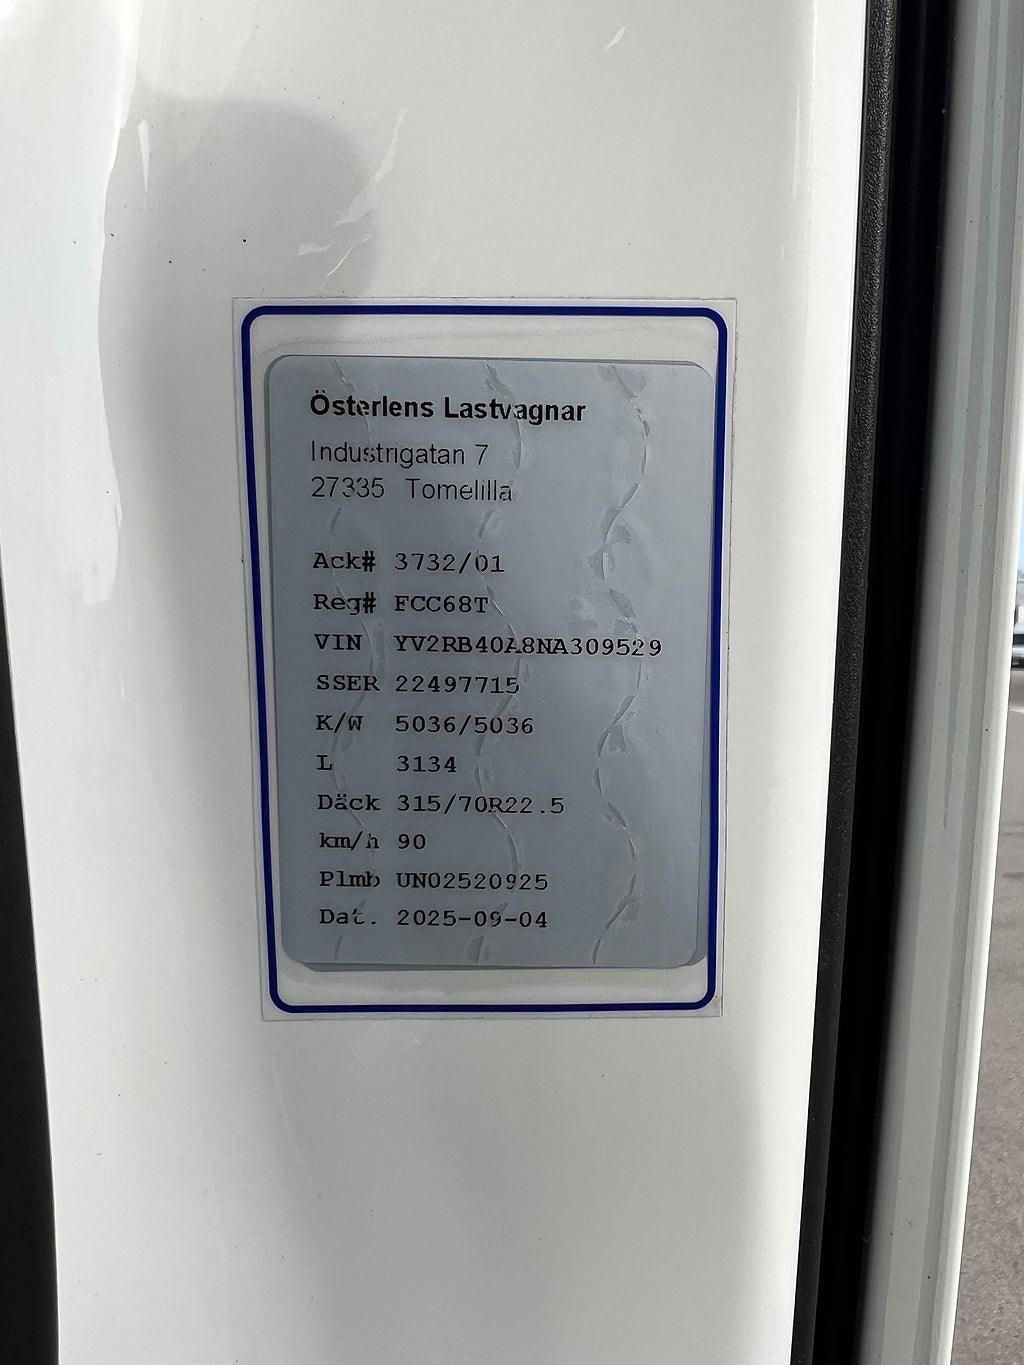 Österlens Lastvagnar
Industrigatan 7
27335 Tomelilla
Ack# 3732/01
Reg# FCC68T
VIN YV2RB40A8NA309529
SSER 22497715
K/W 5036/5036
L 3134
Däck 315/70R22.5
km/h 90
Plmb UN02520925
Dat. 2025-09-04